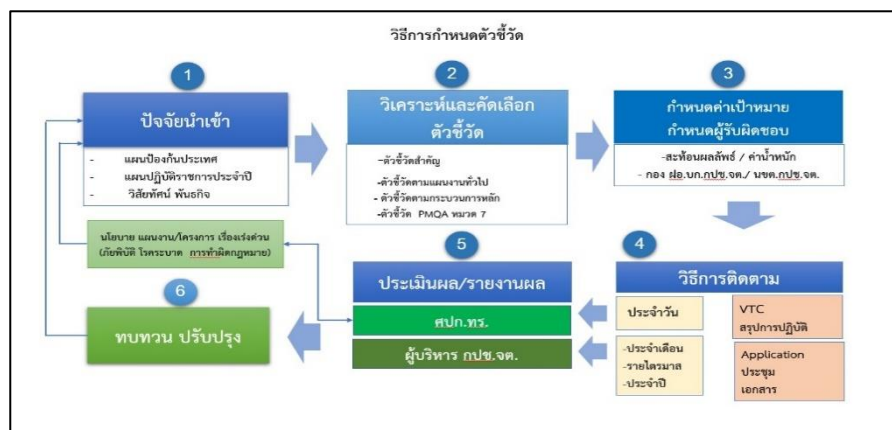 วิธีการกำหนดตัวชี้วัด
1
ปัจจัยนำเข้า
- แผนป้องกันประเทศ
- แผนปฏิบัติราชการประจำปี
- วิสัยทัศน์ พันธกิจ
2
วิเคราะห์และคัดเลือก
ตัวชี้วัด
-ตัวชี้วัดสำคัญ
-ตัวชี้วัดตามแผนงานทั่วไป
- ตัวชี้วัดตามกระบวนการหลัก
-ตัวชี้วัด PMQA หมวด 7
3
กำหนดค่าเป้าหมาย
กำหนดผู้รับผิดชอบ
-สะท้อนผลลัพธ์ / ค่าน้ำหนัก
- กอง ฝอ.บก.กปช.จต./ นขต.กปช.จต.
4
วิธีการติดตาม
ประจำวัน
VTC
สรุปการปฏิบัติ
-ประจำเดือน
-รายไตรมาส
-ประจำปี
Application
ประชุม
เอกสาร
5
ประเมินผล/รายงานผล
ศปก.ทร.
ผู้บริหาร กปช.จต.
นโยบาย แผนงาน/โครงการ เรื่องเร่งด่วน
(ภัยพิบัติ โรคระบาด การทำผิดกฎหมาย)
6
ทบทวน ปรับปรุง